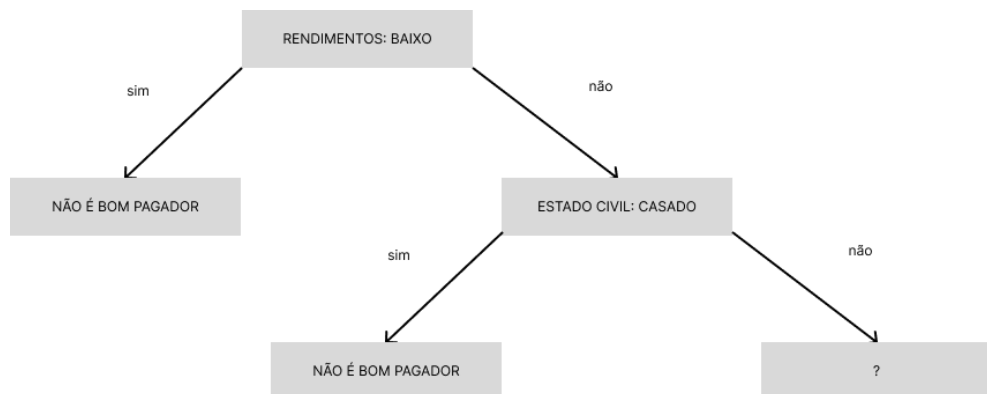 RENDIMENTOS: BAIXO
sim
não
NÃO É BOM PAGADOR
ESTADO CIVIL: CASADO
sim
não
NÃO É BOM PAGADOR
?